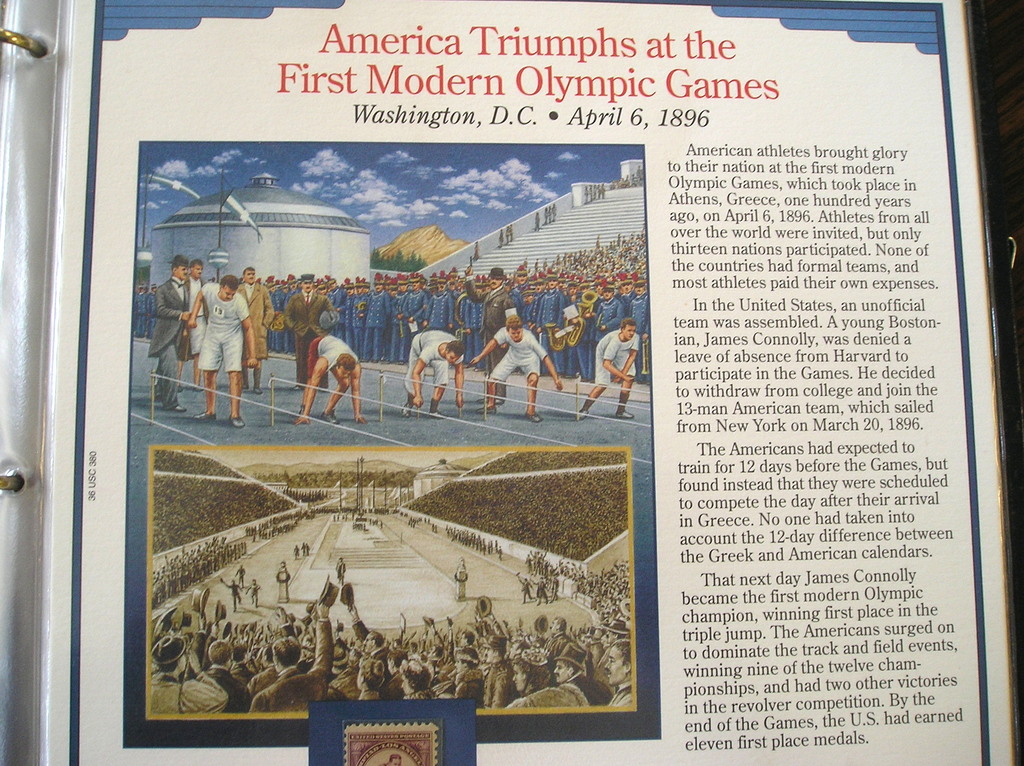 America Triumphs at the
First Modern Olympic Games
Washington, D.C. • April 6, 1896
American athletes brought glory
to their nation at the first modern
Olympic Games, which took place in
Athens, Greece, one hundred years
ago, on April 6, 1896. Athletes from all
over the world were invited, but only
thirteen nations participated. None of
the countries had formal teams, and
most athletes paid their own expenses.
In the United States, an unofficial
team was assembled. A young Boston-
ian, James Connolly, was denied a
leave of absence from Harvard to
participate in the Games. He decided
to withdraw from college and join the
13-man American team, which sailed
from New York on March 20, 1896.
The Americans had expected to
train for 12 days before the Games, but
found instead that they were scheduled
to compete the day after their arrival
in Greece. No one had taken into
account the 12-day difference between
the Greek and American calendars.
That next day James Connolly
became the first modern Olympic
champion, winning first place in the
triple jump. The Americans surged on
to dominate the track and field events,
winning nine of the twelve cham-
pionships, and had two other victories
in the revolver competition. By the
end of the Games, the U.S. had earned
eleven first place medals.
13
36 USC 380
UNITED STATES POSTAGE